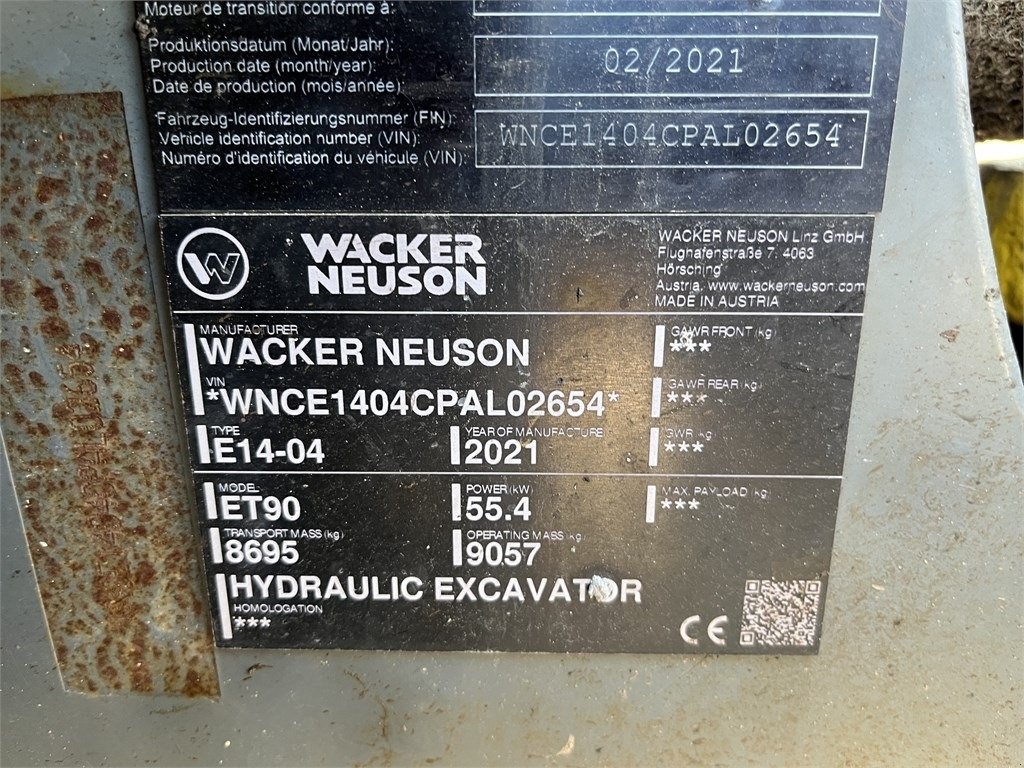 Moteur de transition conforme à:
Produktionsdatum (Monat/Jahr):
Production date (month/year):
Date de production (mois/année):
02/2021
Fahrzeug-Identifizierungsnummer (FIN):
Vehicle identification number (VIN):
Numéro d'identification du véhicule (VIN):
WNCE1404CPAL02654
W
WACKER
NEUSON
WACKER NEUSON Linz GmbH
Flughafenstraße 7, 4063
Hörsching
Austria, www.wackerneuson.com
MADE IN AUSTRIA
MANUFACTURER
WACKER NEUSON
GAWR FRONT (kg)
***
VIN
*WNCE1404CPAL02654*
GAWR REAR (kg)
***
TYPE
E14-04
YEAR OF MANUFACTURE
2021
GWR kg
***
MODEL
ET90
POWER (kW)
55.4
MAX. PAYLOAD (kg)
***
TRANSPORT MASS (kg)
8695
OPERATING MASS (kg)
9057
HYDRAULIC EXCAVATOR
HOMOLOGATION
***
CE